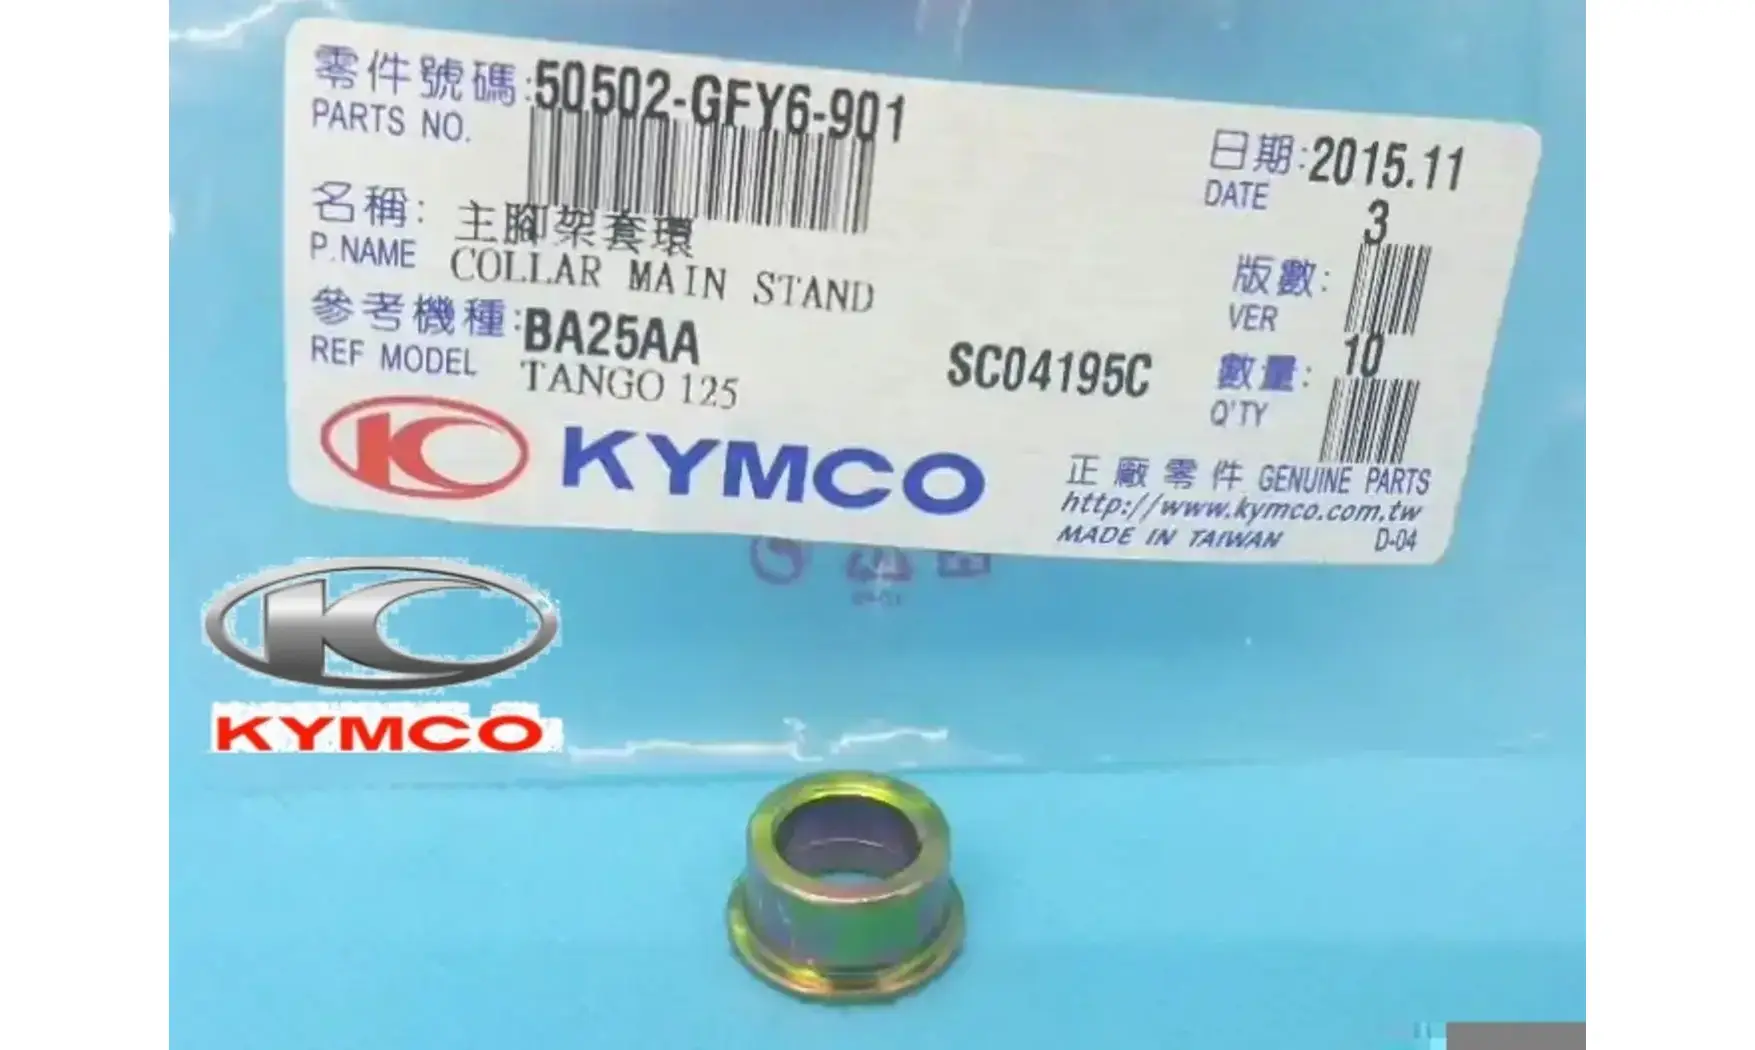 零件號碼:50502-GFY6-901
PARTS NO.
日期:2015.11
DATE
名稱: 主腳架套環
P.NAME COLLAR MAIN STAND
版數: 3
VER
參考機種:BA25AA
REF MODEL TANGO 125
SC04195C
數量: 10
Q'TY
KYMCO
正廠零件 GENUINE PARTS
http://www.kymco.com.tw
MADE IN TAIWAN D-04
KYMCO